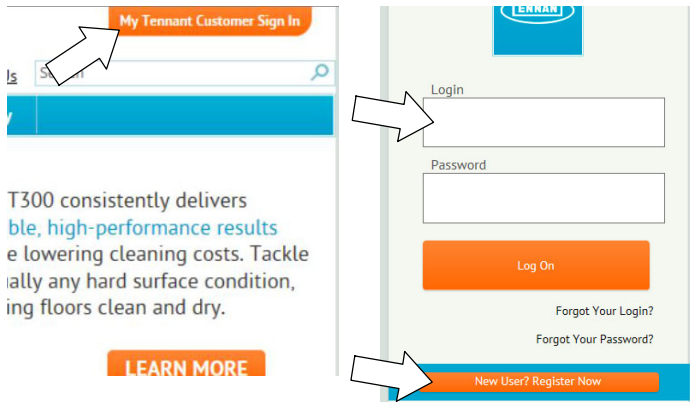 My Tennant Customer Sign In
T300 consistently delivers
ble, high-performance results
e lowering cleaning costs. Tackle
ally any hard surface condition,
ing floors clean and dry.
LEARN MORE
ENNAN
Login
Password
Log On
Forgot Your Login?
Forgot Your Password?
New User? Register Now